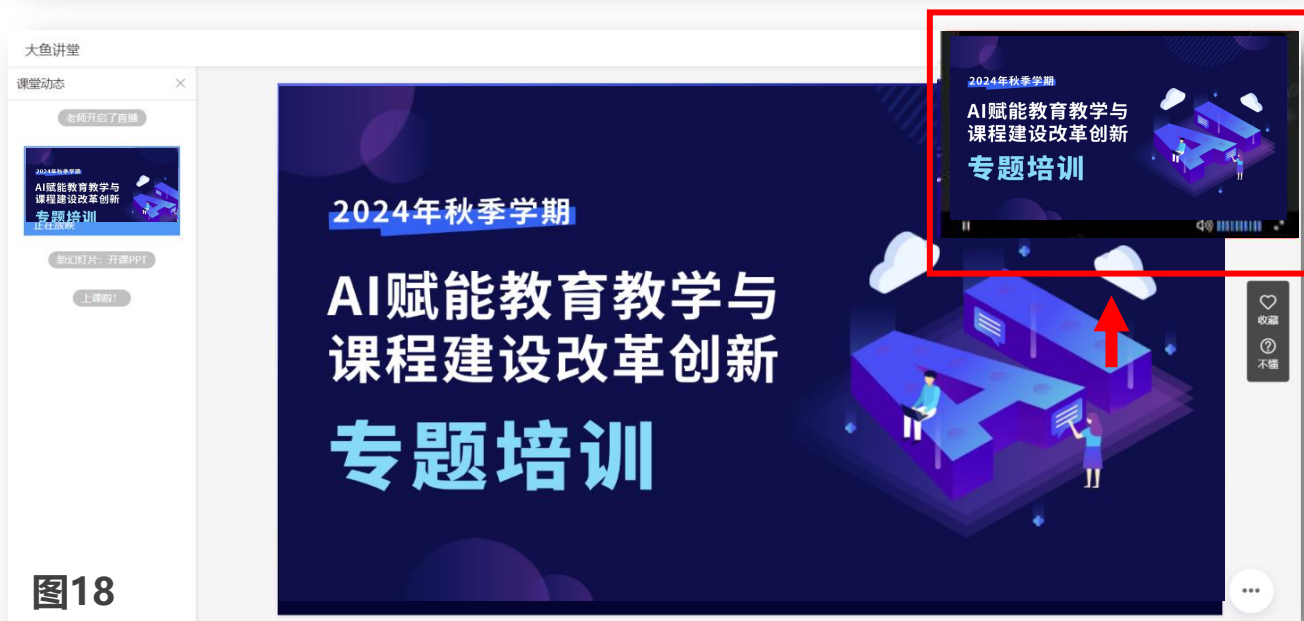 大鱼讲堂
课堂动态
老师开启了直播
2024年秋季学期
AI赋能教育教学与
课程建设改革创新
专题培训
正在放映
新幻灯片：开课PPT
上课啦！
2024年秋季学期
AI赋能教育教学与
课程建设改革创新
专题培训
2024年秋季学期
AI赋能教育教学与
课程建设改革创新
专题培训
收藏
不懂
图18